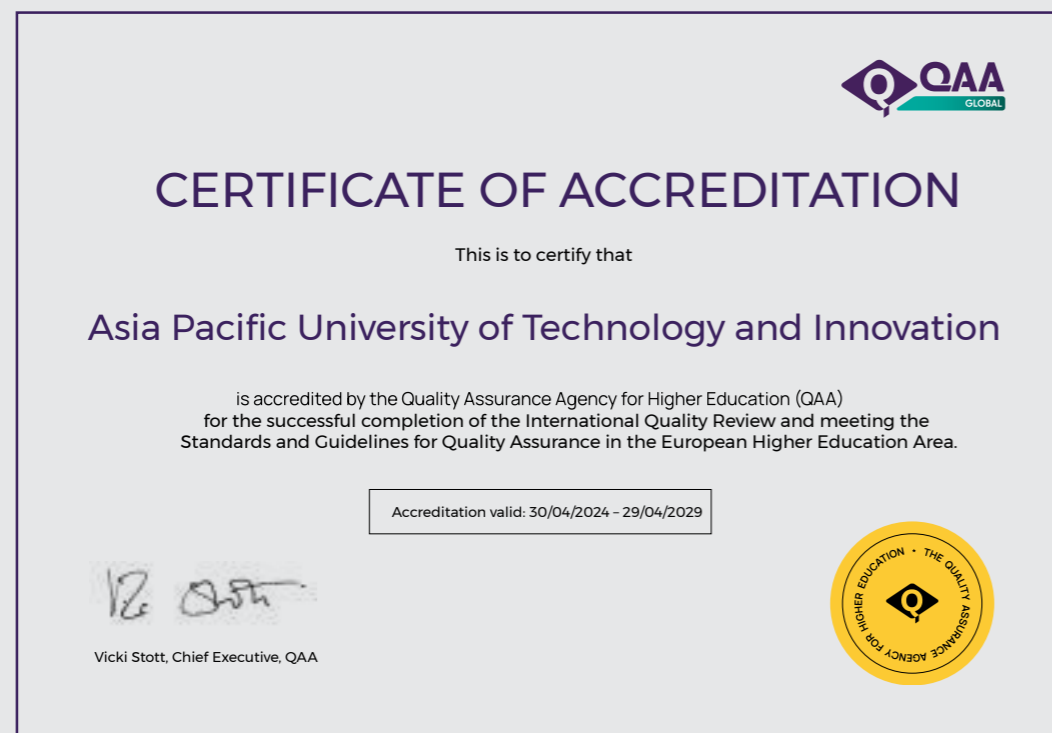 QAA
GLOBAL
CERTIFICATE OF ACCREDITATION
This is to certify that
Asia Pacific University of Technology and Innovation
is accredited by the Quality Assurance Agency for Higher Education (QAA)
for the successful completion of the International Quality Review and meeting the
Standards and Guidelines for Quality Assurance in the European Higher Education Area.
Accreditation valid: 30/04/2024 – 29/04/2029
Vicki Stott, Chief Executive, QAA
THE QUALITY ASSURANCE AGENCY FOR HIGHER EDUCATION •